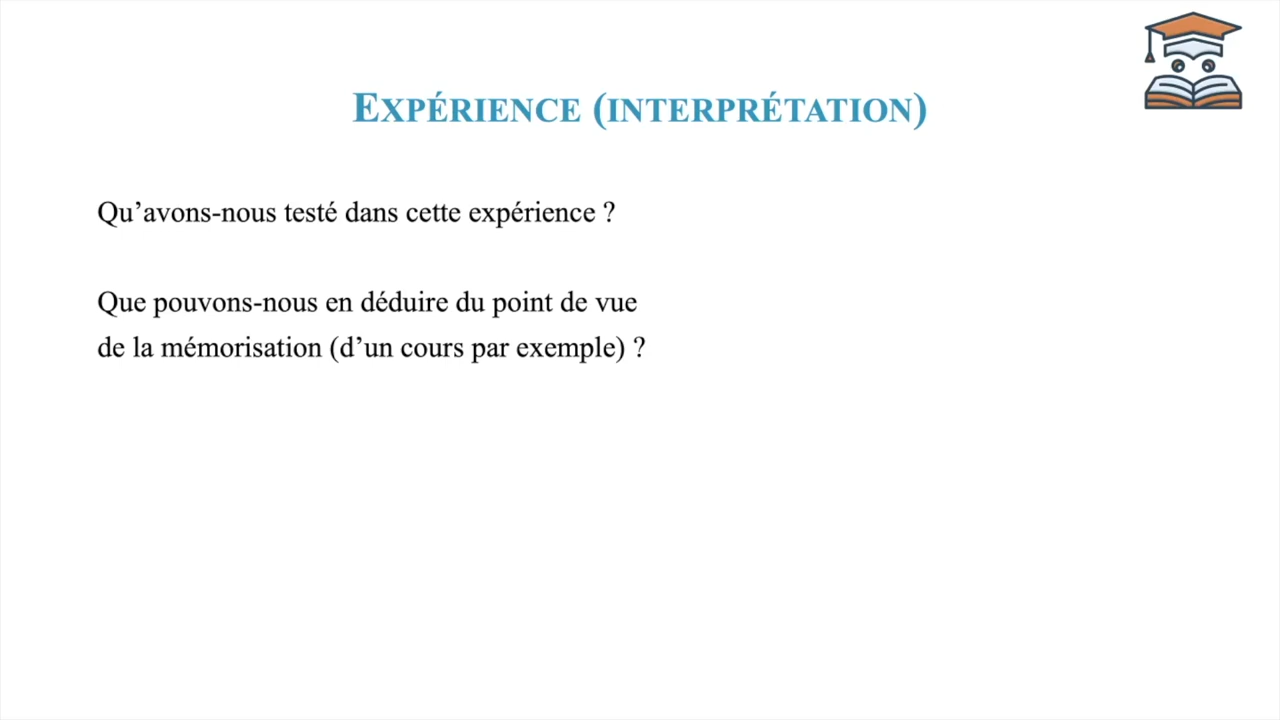 EXPÉRIENCE (INTERPRÉTATION)
Qu’avons-nous testé dans cette expérience ?
Que pouvons-nous en déduire du point de vue
de la mémorisation (d’un cours par exemple) ?